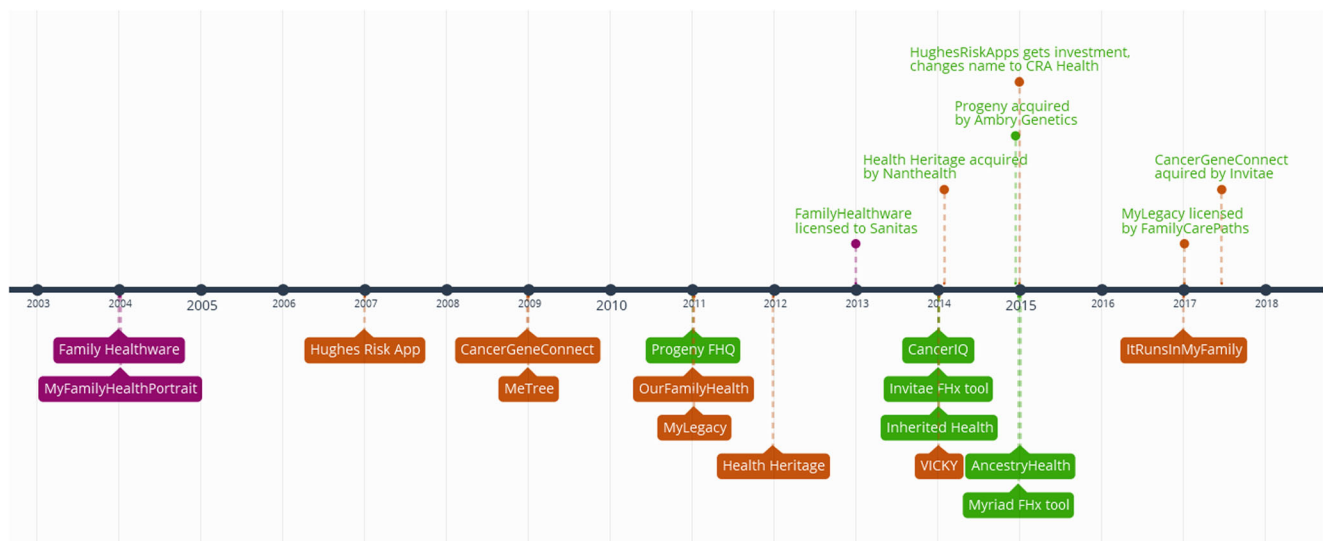 HughesRiskApps gets investment,
changes name to CRA Health
Progeny acquired
by Ambry Genetics
Health Heritage acquired
by Nanthealth
CancerGeneConnect
aquired by Invitae
FamilyHealthware
licensed to Sanitas
MyLegacy licensed
by FamilyCarePaths
2003 2004 2005 2006 2007 2008 2009 2010 2011 2012 2013 2014 2015 2016 2017 2018
Family Healthware Hughes Risk App CancerGeneConnect Progeny FHQ CancerIQ ItRunsInMyFamily
MyFamilyHealthPortrait MeTree OurFamilyHealth Invitae FHx tool
MyLegacy Inherited Health
Health Heritage VICKY AncestryHealth
Myriad FHx tool